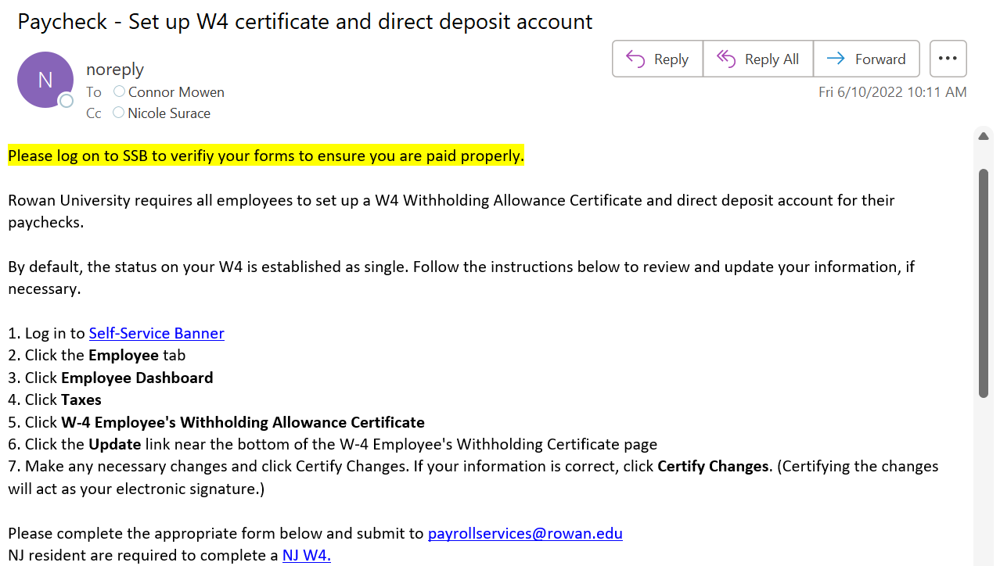 Paycheck - Set up W4 certificate and direct deposit account
N
noreply
To Connor Mowen
Cc Nicole Surace
Reply
Reply All
Forward
Fri 6/10/2022 10:11 AM
Please log on to SSB to verifiy your forms to ensure you are paid properly.
Rowan University requires all employees to set up a W4 Withholding Allowance Certificate and direct deposit account for their
paychecks.
By default, the status on your W4 is established as single. Follow the instructions below to review and update your information, if
necessary.
1. Log in to Self-Service Banner
2. Click the Employee tab
3. Click Employee Dashboard
4. Click Taxes
5. Click W-4 Employee's Withholding Allowance Certificate
6. Click the Update link near the bottom of the W-4 Employee's Withholding Certificate page
7. Make any necessary changes and click Certify Changes. If your information is correct, click Certify Changes. (Certifying the changes
will act as your electronic signature.)
Please complete the appropriate form below and submit to payrollservices@rowan.edu
NJ resident are required to complete a NJ W4.